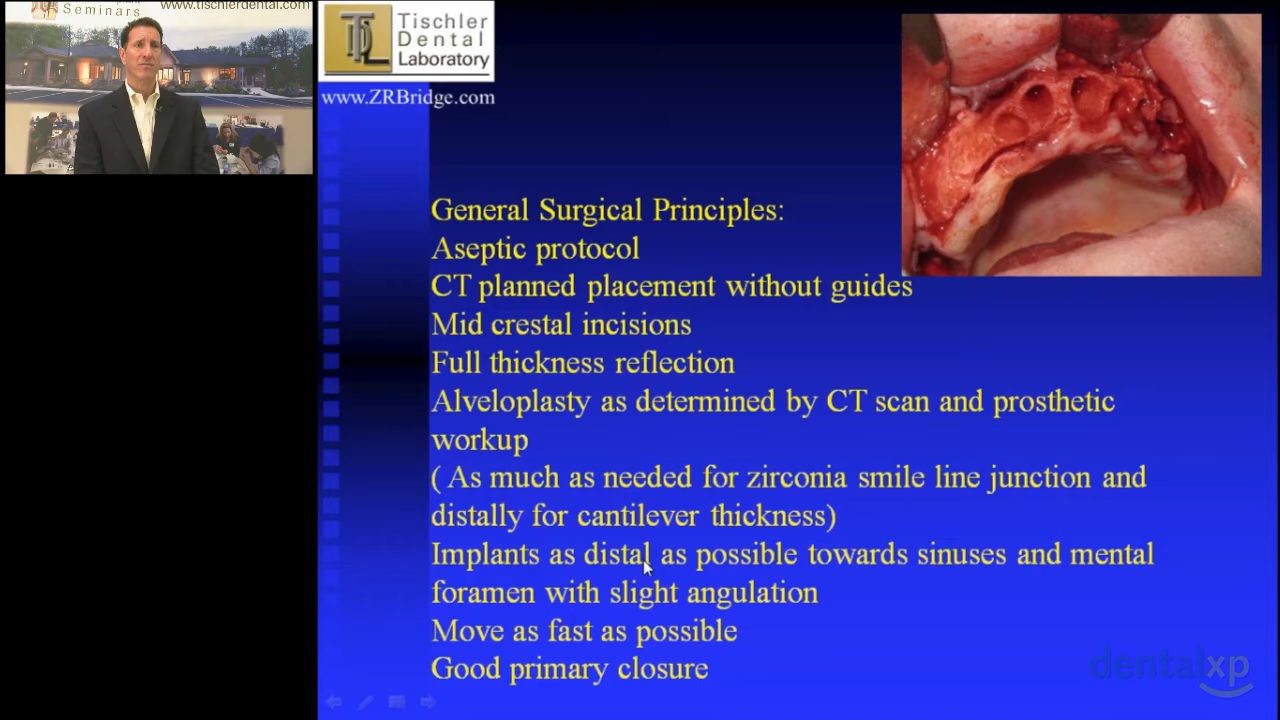 Seminars
www.tischlerdental.com
Tischler
Dental
Laboratory
www.ZRBridge.com
General Surgical Principles:
Aseptic protocol
CT planned placement without guides
Mid crestal incisions
Full thickness reflection
Alveloplasty as determined by CT scan and prosthetic
workup
( As much as needed for zirconia smile line junction and
distally for cantilever thickness)
Implants as distal as possible towards sinuses and mental
foramen with slight angulation
Move as fast as possible
Good primary closure
dentalxp